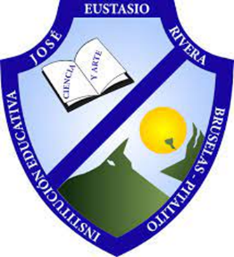 INSTITUCIÓN EDUCATIVA
JOSÉ
EUSTASIO
RIVERA
BRUSELAS - PITALITO
CIENCIA
Y ARTE